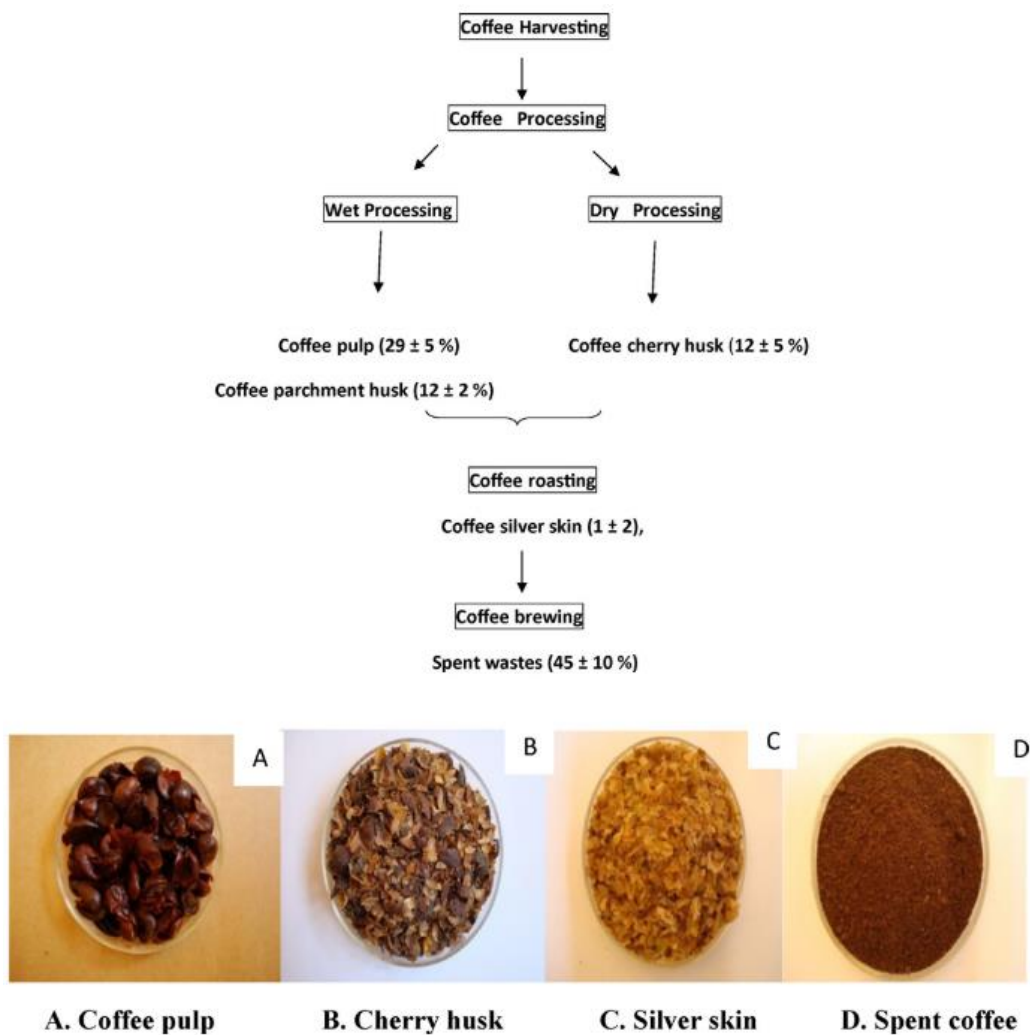 Coffee Harvesting
Coffee Processing
Wet Processing
Dry Processing
Coffee pulp (29 ± 5 %)
Coffee cherry husk (12 ± 5 %)
Coffee parchment husk (12 ± 2 %)
Coffee roasting
Coffee silver skin (1 ± 2),
Coffee brewing
Spent wastes (45 ± 10 %)
A
B
C
D
A. Coffee pulp
B. Cherry husk
C. Silver skin
D. Spent coffee